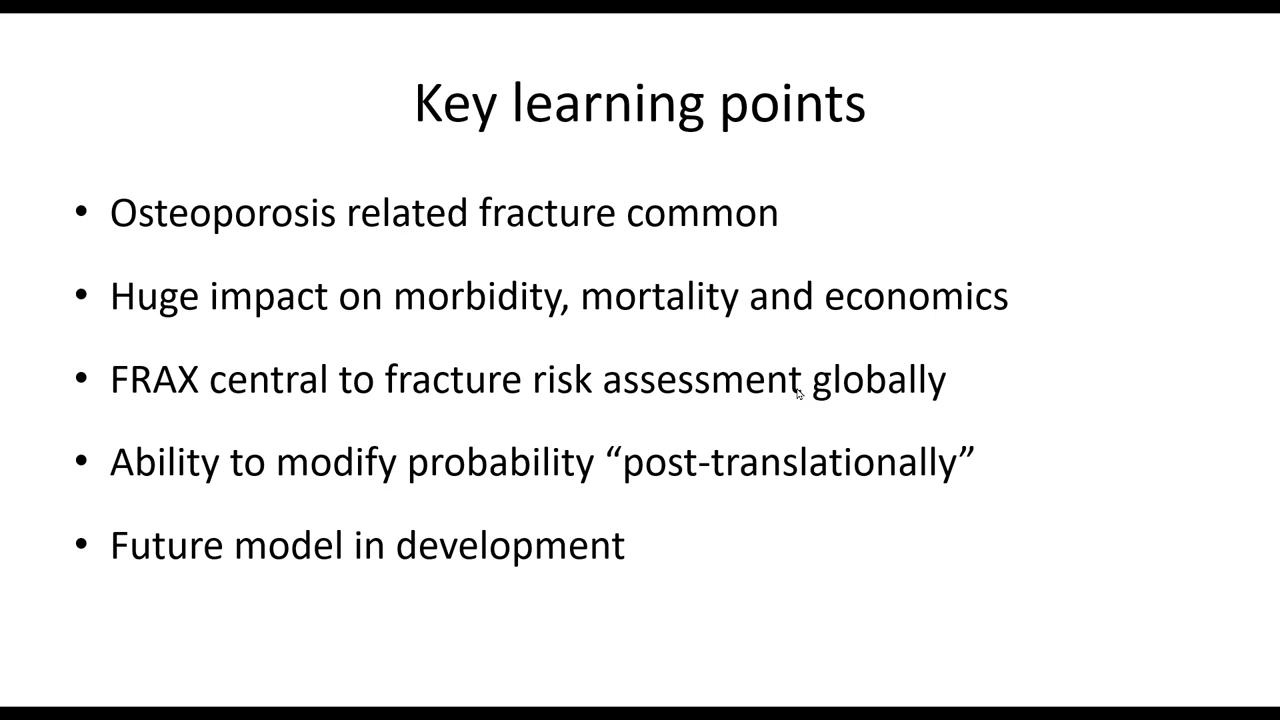 Key learning points
• Osteoporosis related fracture common
• Huge impact on morbidity, mortality and economics
• FRAX central to fracture risk assessment globally
• Ability to modify probability “post-translationally”
• Future model in development